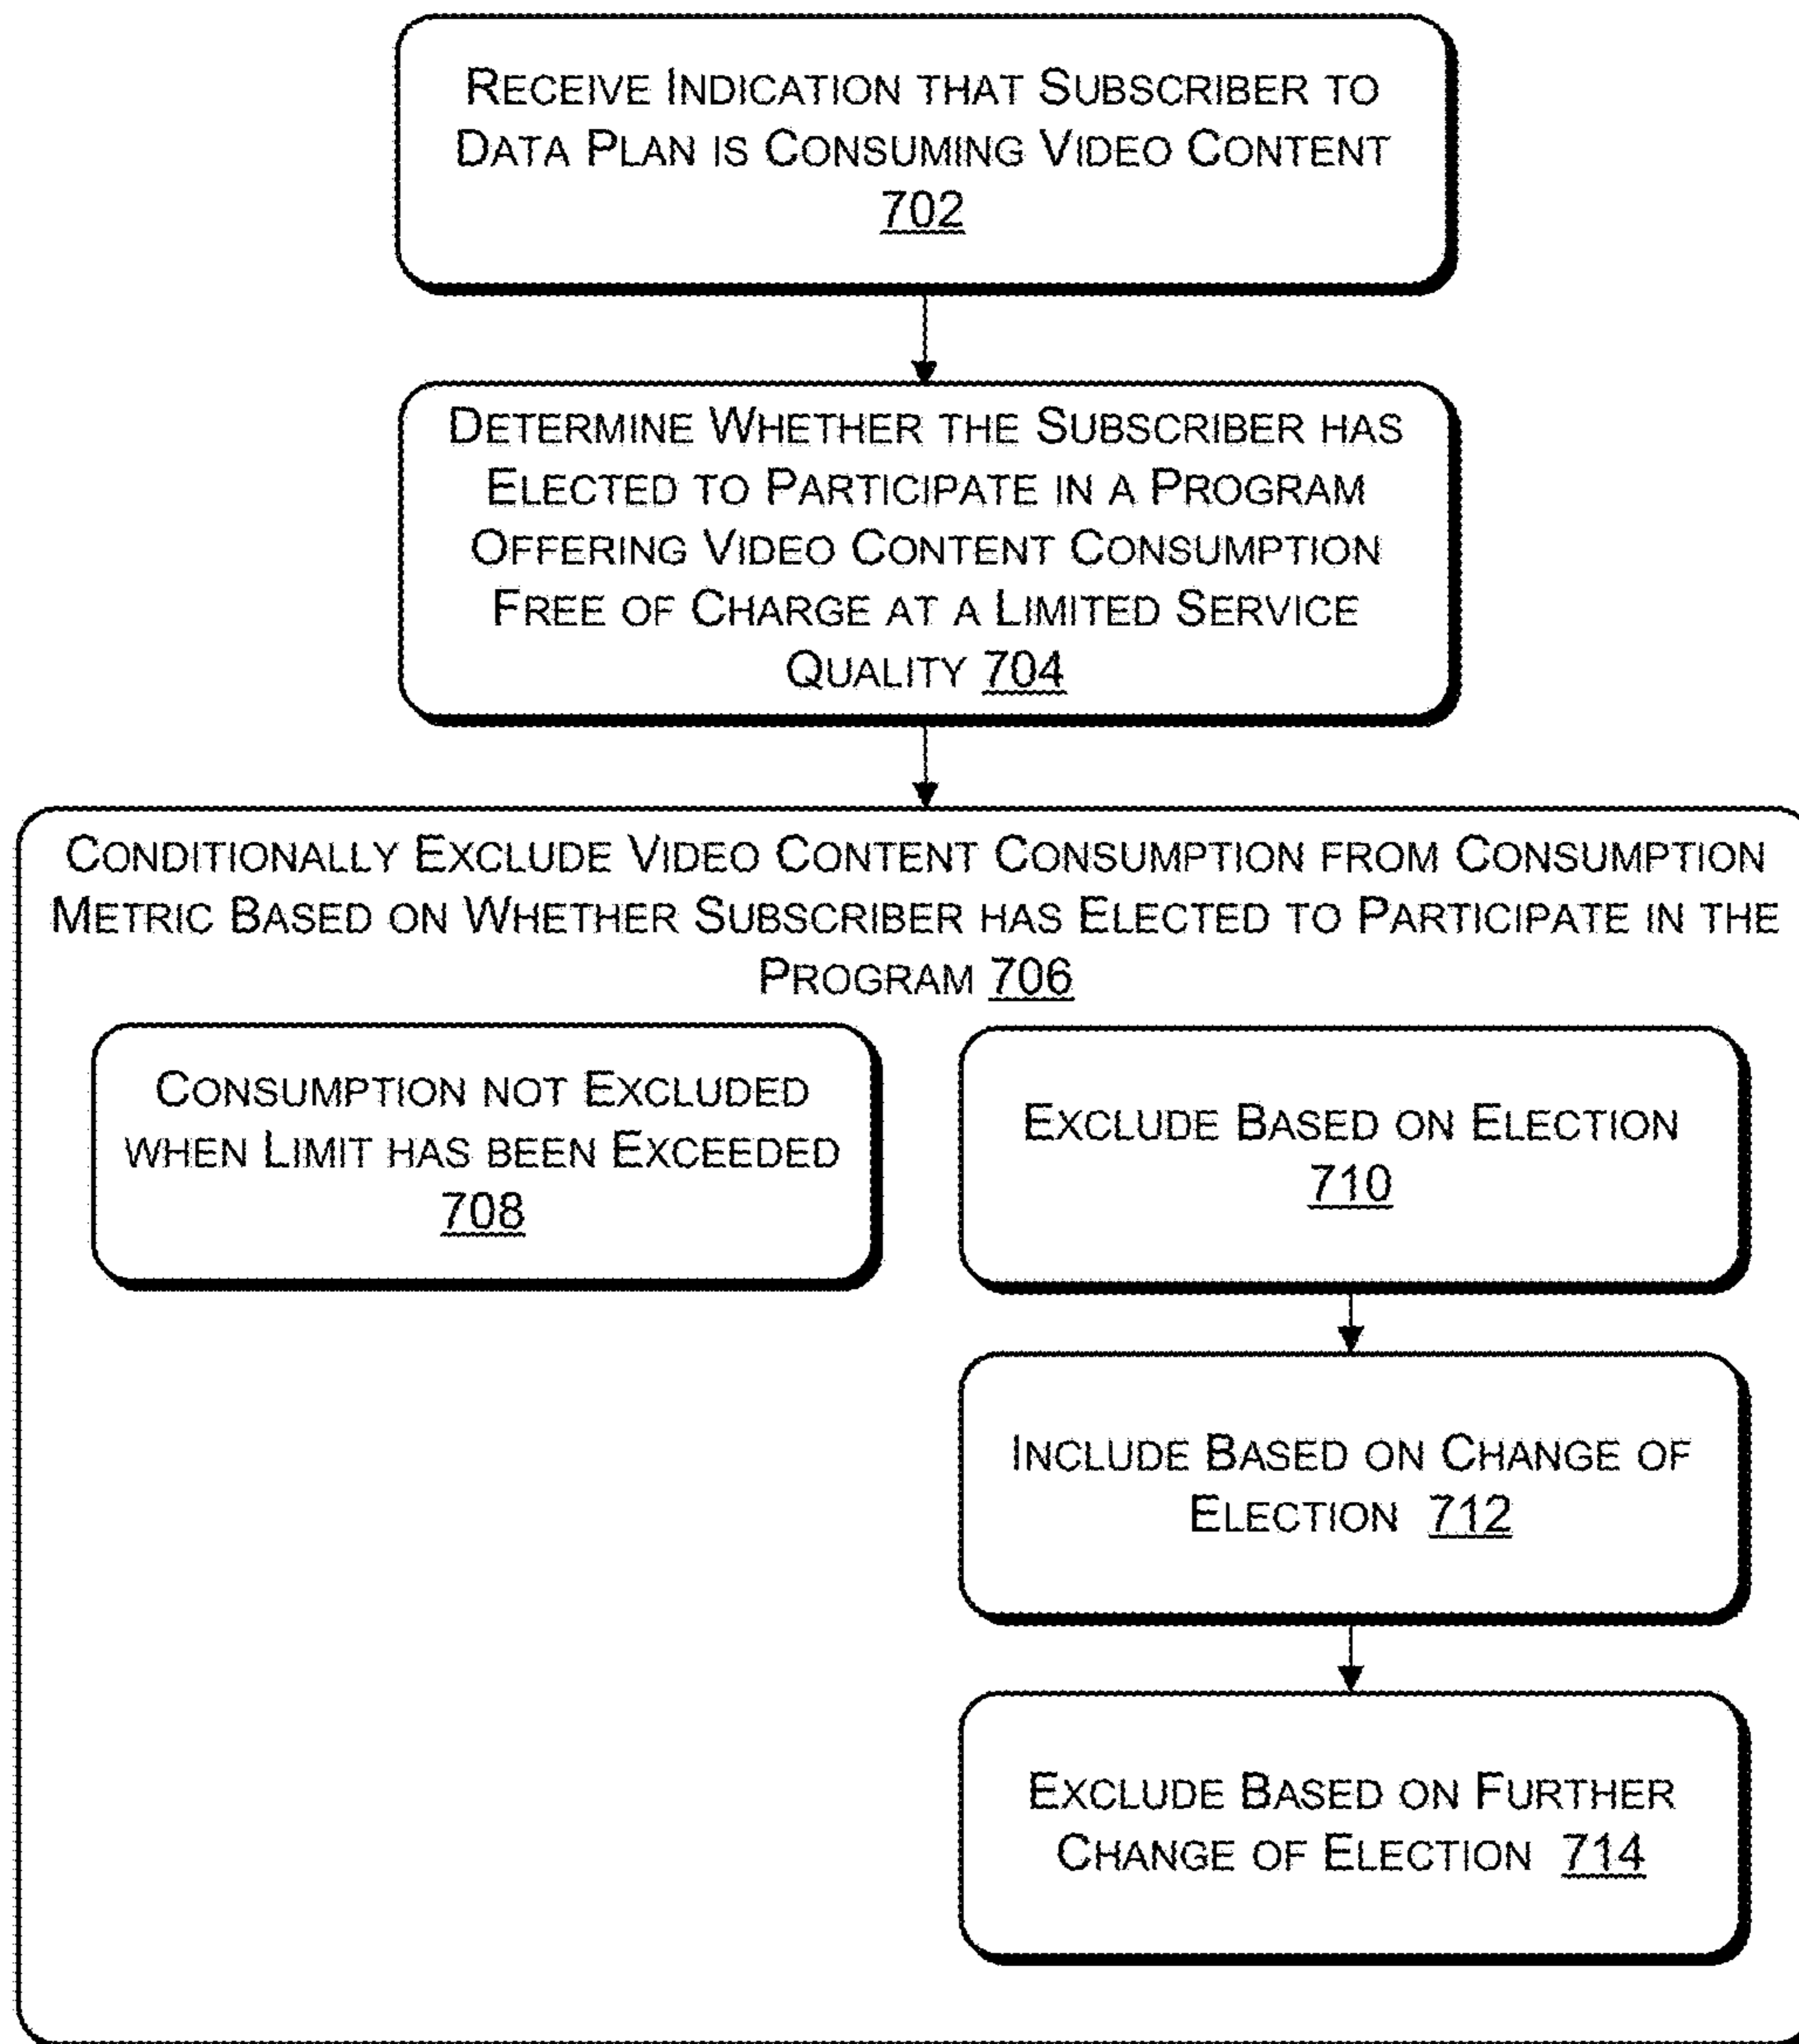 RECEIVE INDICATION THAT SUBSCRIBER TO
DATA PLAN IS CONSUMING VIDEO CONTENT
702
DETERMINE WHETHER THE SUBSCRIBER HAS
ELECTED TO PARTICIPATE IN A PROGRAM
OFFERING VIDEO CONTENT CONSUMPTION
FREE OF CHARGE AT A LIMITED SERVICE
QUALITY 704
CONDITIONALLY EXCLUDE VIDEO CONTENT CONSUMPTION FROM CONSUMPTION
METRIC BASED ON WHETHER SUBSCRIBER HAS ELECTED TO PARTICIPATE IN THE
PROGRAM 706
CONSUMPTION NOT EXCLUDED
WHEN LIMIT HAS BEEN EXCEEDED
708
EXCLUDE BASED ON ELECTION
710
INCLUDE BASED ON CHANGE OF
ELECTION 712
EXCLUDE BASED ON FURTHER
CHANGE OF ELECTION 714